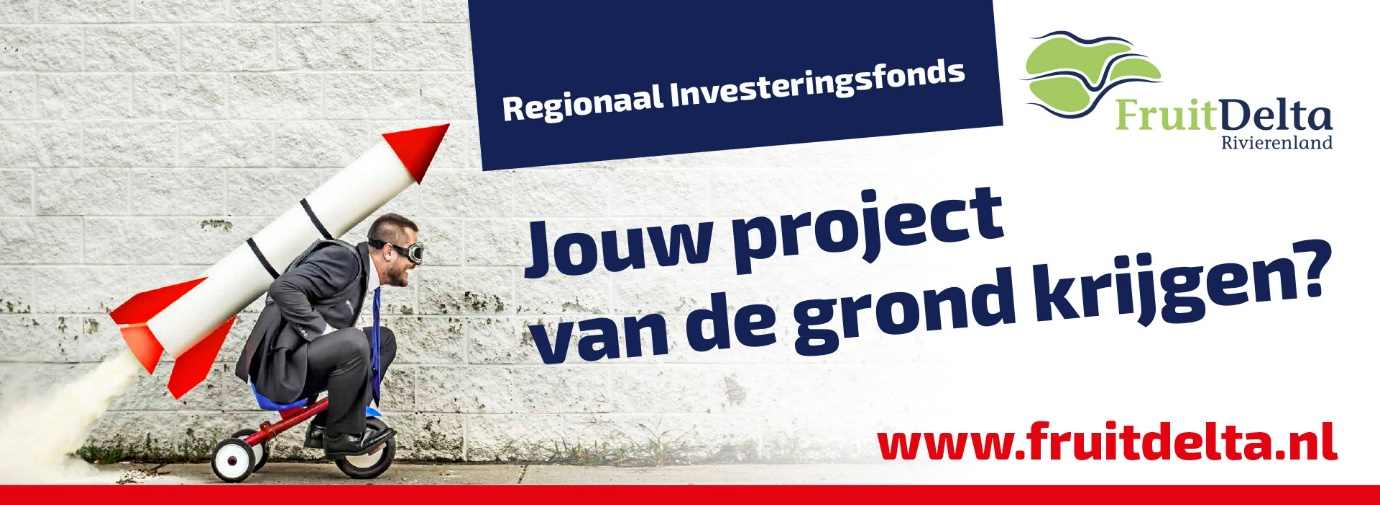 Regionaal Investeringsfonds
FruitDelta
Rivierenland
Jouw project
van de grond krijgen?
www.fruitdelta.nl